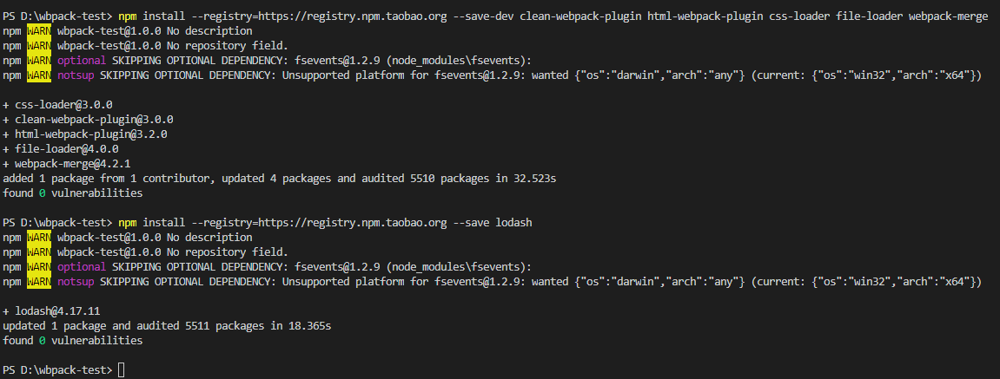 PS D:\wbpack-test> npm install --registry=https://registry.npm.taobao.org --save-dev clean-webpack-plugin html-webpack-plugin css-loader file-loader webpack-merge
npm WARN wbpack-test@1.0.0 No description
npm WARN wbpack-test@1.0.0 No repository field.
npm WARN optional SKIPPING OPTIONAL DEPENDENCY: fsevents@1.2.9 (node_modules\fsevents):
npm WARN notsup SKIPPING OPTIONAL DEPENDENCY: Unsupported platform for fsevents@1.2.9: wanted {"os":"darwin","arch":"any"} (current: {"os":"win32","arch":"x64"})
+ css-loader@3.0.0
+ clean-webpack-plugin@3.0.0
+ html-webpack-plugin@3.2.0
+ file-loader@4.0.0
+ webpack-merge@4.2.1
added 1 package from 1 contributor, updated 4 packages and audited 5510 packages in 32.523s
found 0 vulnerabilities
PS D:\wbpack-test> npm install --registry=https://registry.npm.taobao.org --save lodash
npm WARN wbpack-test@1.0.0 No description
npm WARN wbpack-test@1.0.0 No repository field.
npm WARN optional SKIPPING OPTIONAL DEPENDENCY: fsevents@1.2.9 (node_modules\fsevents):
npm WARN notsup SKIPPING OPTIONAL DEPENDENCY: Unsupported platform for fsevents@1.2.9: wanted {"os":"darwin","arch":"any"} (current: {"os":"win32","arch":"x64"})
+ lodash@4.17.11
updated 1 package and audited 5511 packages in 18.365s
found 0 vulnerabilities
PS D:\wbpack-test>